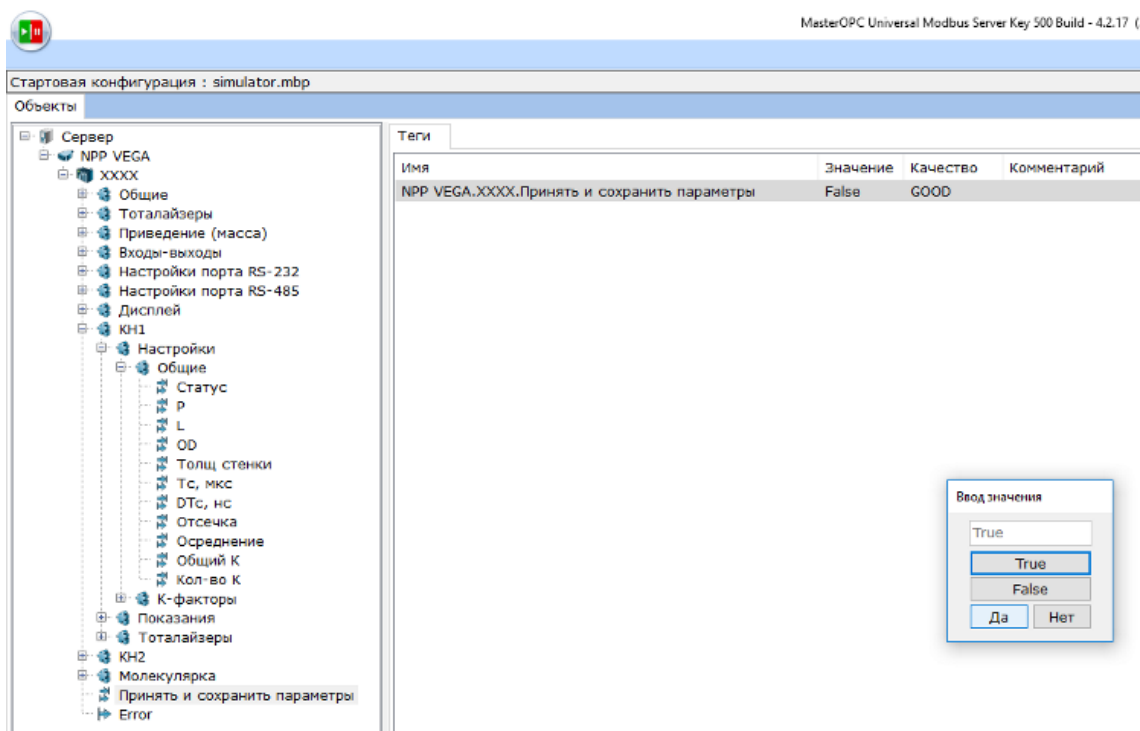 MasterOPC Universal Modbus Server Key 500 Build - 4.2.17 (
Стартовая конфигурация : simulator.mbp
Объекты
Сервер
NPP VEGA
XXXX
Общие
Тоталайзеры
Приведение (масса)
Входы-выходы
Настройки порта RS-232
Настройки порта RS-485
Дисплей
КН1
Настройки
Общие
Статус
P
L
OD
Толщ стенки
Тс, мкс
DTc, нс
Отсечка
Осреднение
Общий К
Кол-во К
К-факторы
Показания
Тоталайзеры
КН2
Молекулярка
Принять и сохранить параметры
Error
Теги
Имя Значение Качество Комментарий
NPP VEGA.XXXX.Принять и сохранить параметры False GOOD
Ввод значения
True
True
False
Да Нет